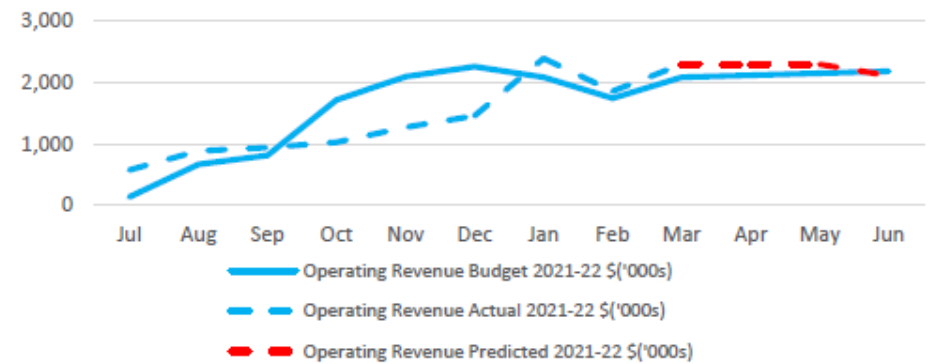 3,000
2,000
1,000
0
Jul Aug Sep Oct Nov Dec Jan Feb Mar Apr May Jun
Operating Revenue Budget 2021-22 $('000s)
Operating Revenue Actual 2021-22 $('000s)
Operating Revenue Predicted 2021-22 $('000s)